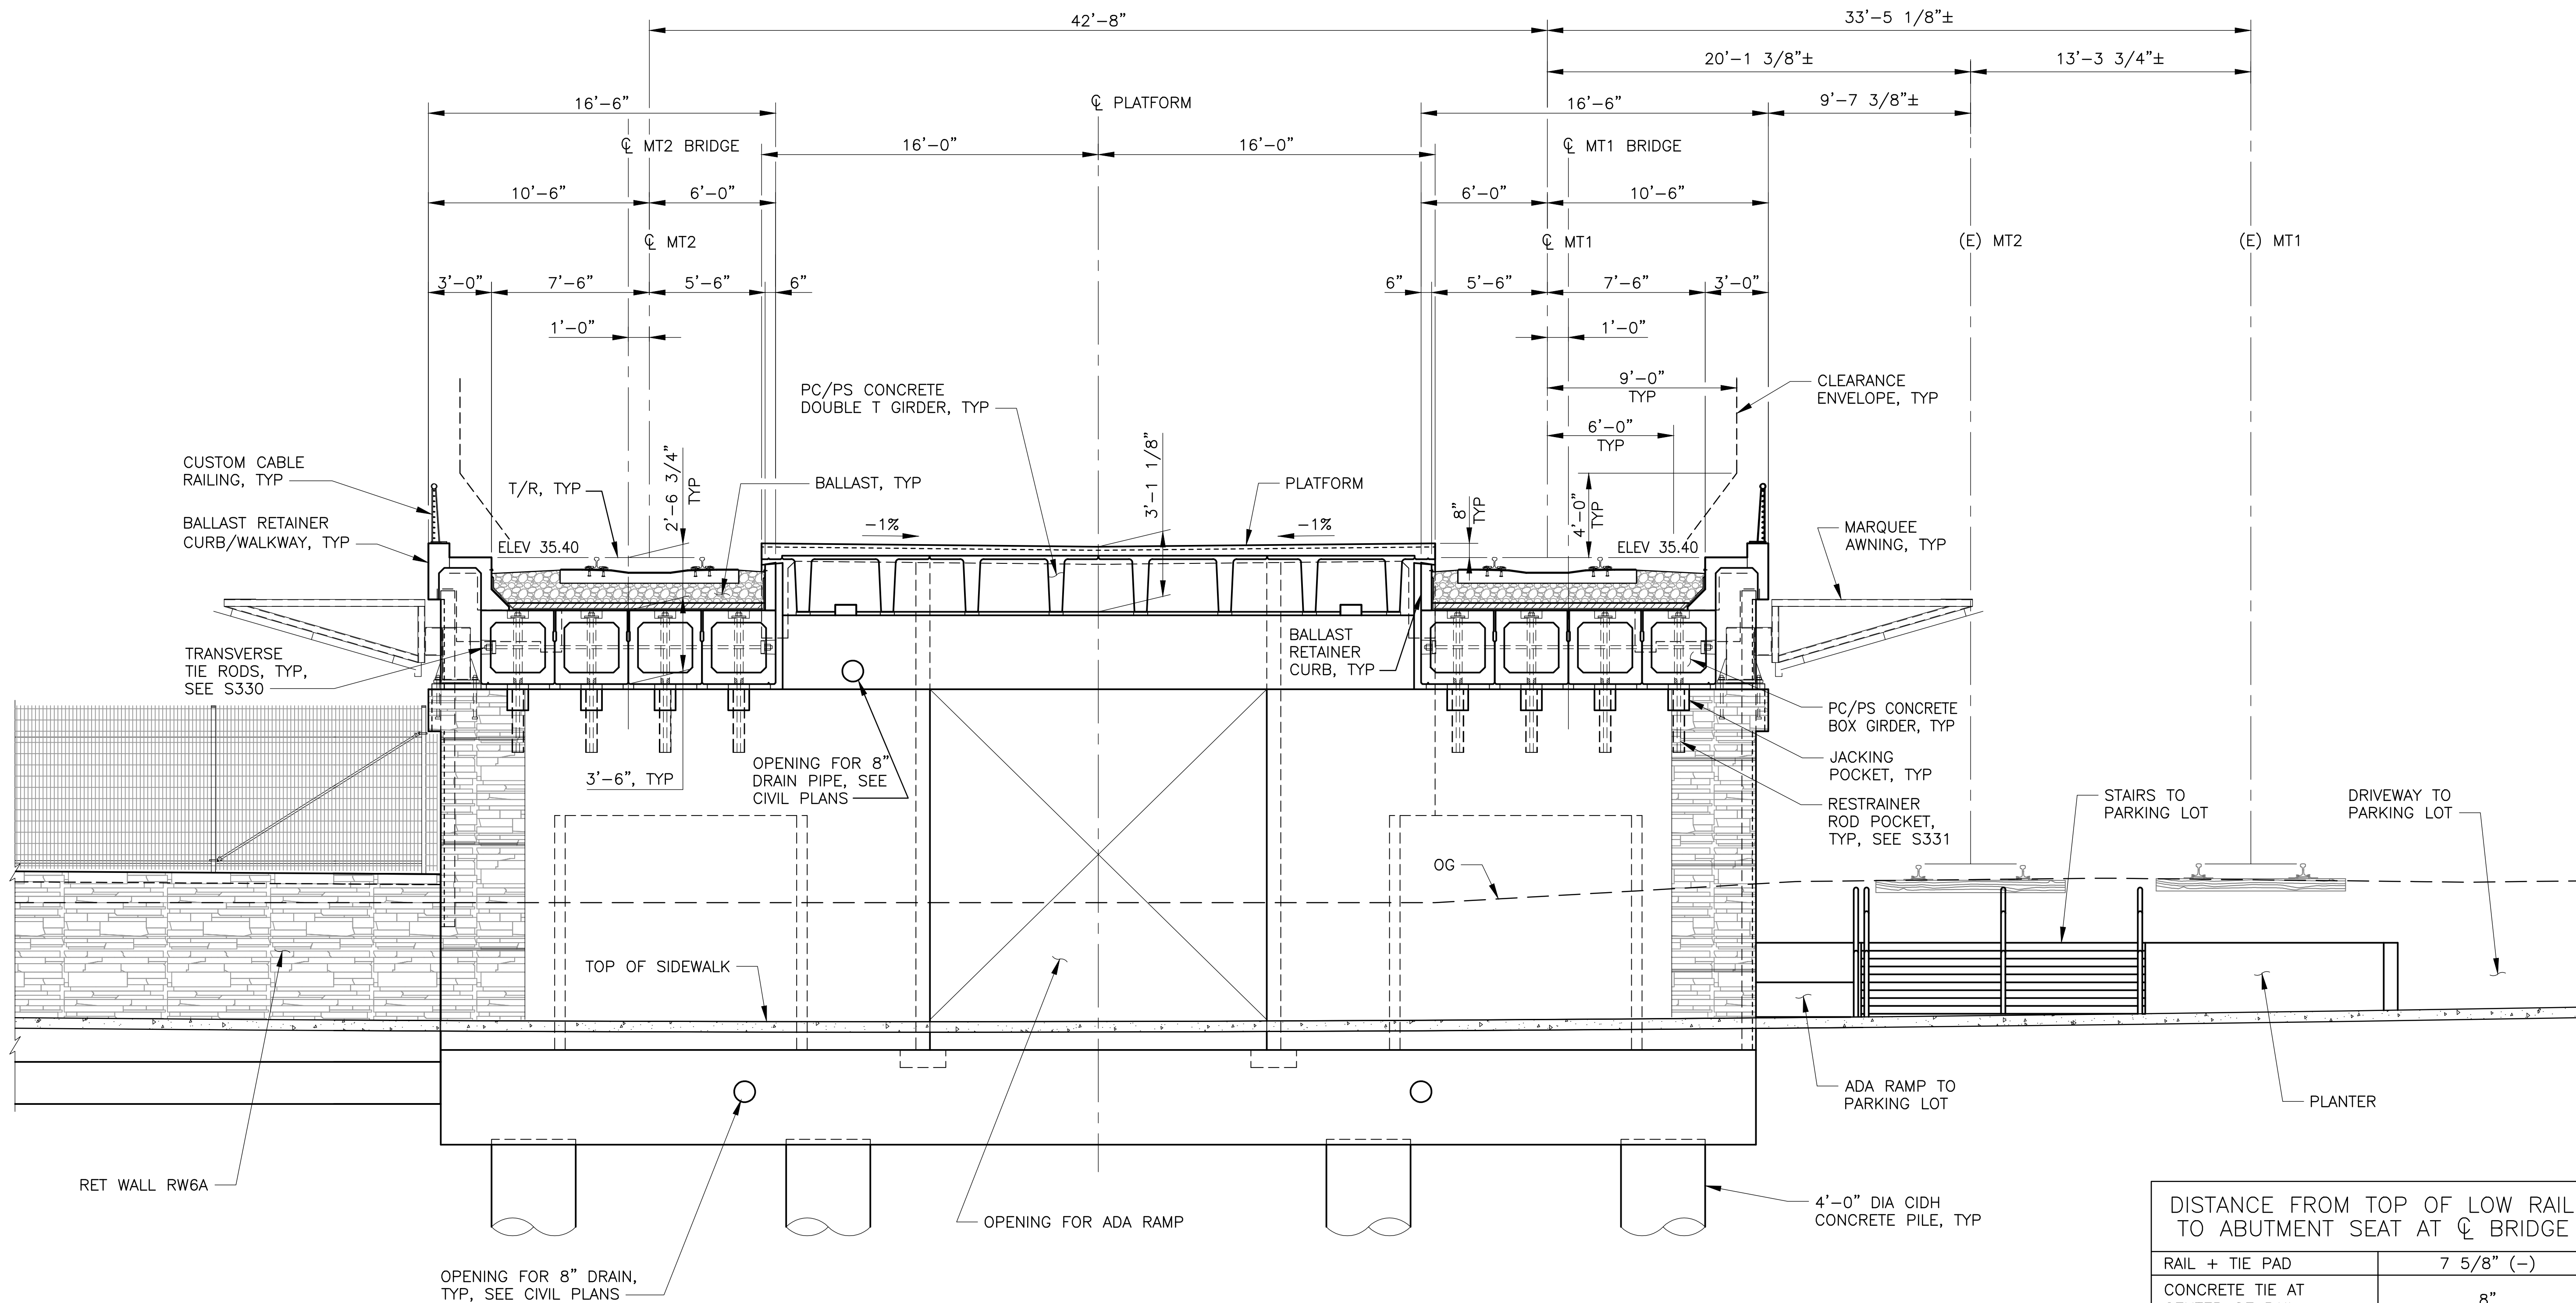 42'-8"
33'-5 1/8"±
20'-1 3/8"±
13'-3 3/4"±
16'-6"
℄ PLATFORM
16'-6"
9'-7 3/8"±
℄ MT2 BRIDGE
16'-0"
16'-0"
℄ MT1 BRIDGE
10'-6"
6'-0"
6'-0"
10'-6"
℄ MT2
℄ MT1
(E) MT2
(E) MT1
3'-0"
7'-6"
5'-6"
6"
6"
5'-6"
7'-6"
3'-0"
1'-0"
1'-0"
9'-0"
TYP
CLEARANCE
ENVELOPE, TYP
PC/PS CONCRETE
DOUBLE T GIRDER, TYP
6'-0"
TYP
CUSTOM CABLE
RAILING, TYP
T/R, TYP
2'-6 3/4"
TYP
BALLAST, TYP
3'-1 1/8"
PLATFORM
8"
TYP
4'-0"
TYP
BALLAST RETAINER
CURB/WALKWAY, TYP
-1%
-1%
MARQUEE
AWNING, TYP
ELEV 35.40
ELEV 35.40
TRANSVERSE
TIE RODS, TYP,
SEE S330
BALLAST
RETAINER
CURB, TYP
PC/PS CONCRETE
BOX GIRDER, TYP
3'-6", TYP
OPENING FOR 8"
DRAIN PIPE, SEE
CIVIL PLANS
JACKING
POCKET, TYP
RESTRAINER
ROD POCKET,
TYP, SEE S331
STAIRS TO
PARKING LOT
DRIVEWAY TO
PARKING LOT
OG
TOP OF SIDEWALK
ADA RAMP TO
PARKING LOT
PLANTER
RET WALL RW6A
OPENING FOR ADA RAMP
4'-0" DIA CIDH
CONCRETE PILE, TYP
OPENING FOR 8" DRAIN,
TYP, SEE CIVIL PLANS
DISTANCE FROM TOP OF LOW RAIL
TO ABUTMENT SEAT AT ℄ BRIDGE
RAIL + TIE PAD
7 5/8" (-)
CONCRETE TIE AT
8"